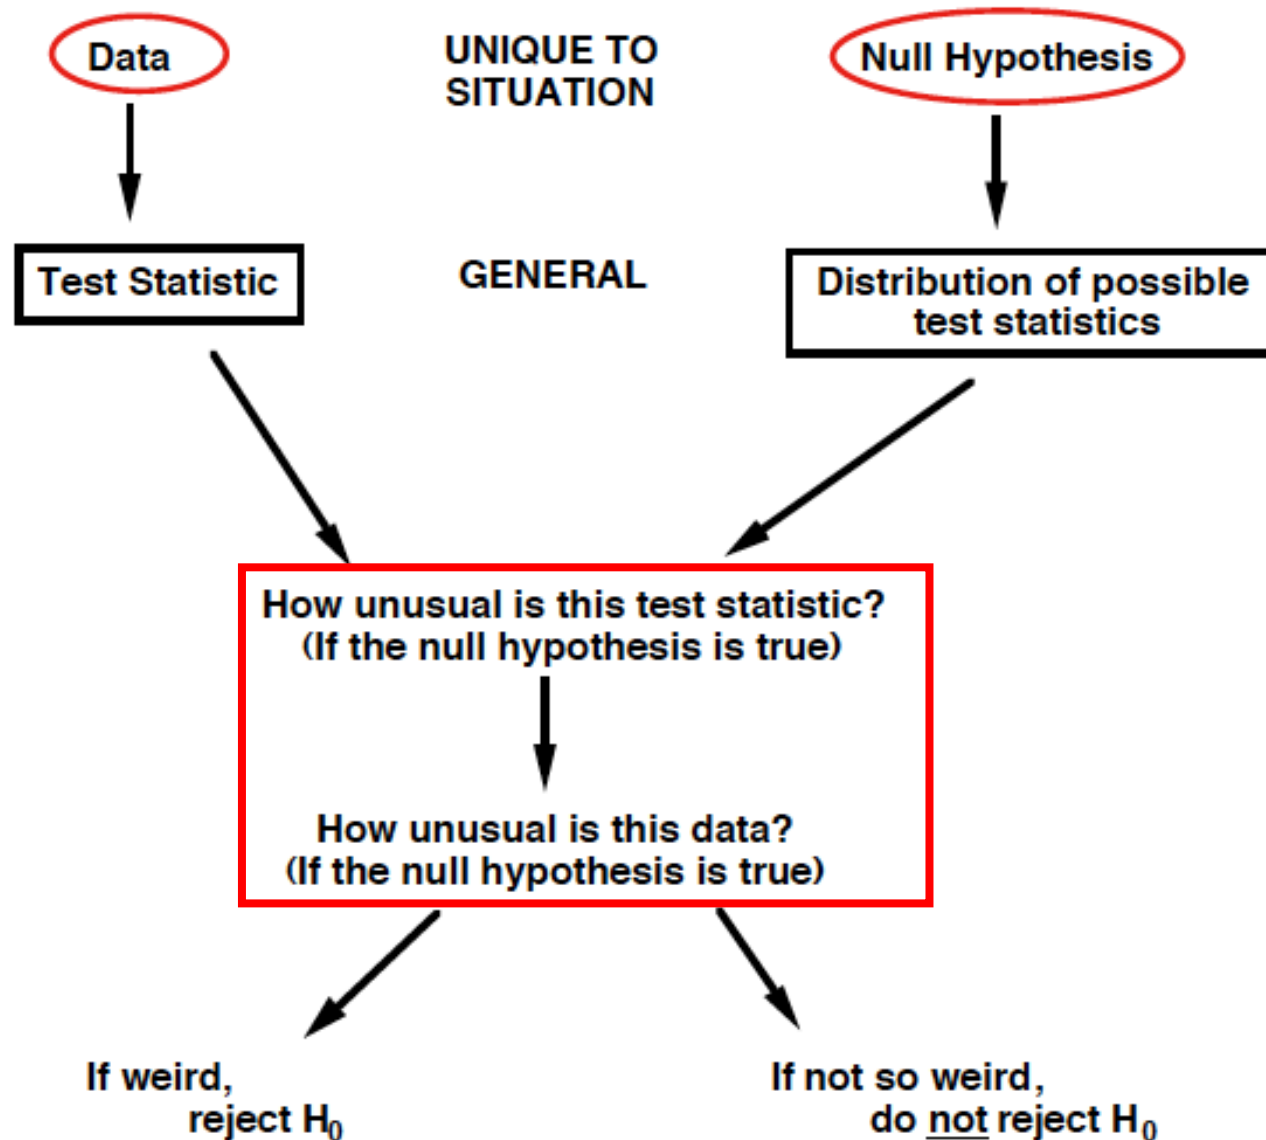 Data
UNIQUE TO
SITUATION
Null Hypothesis
Test Statistic
GENERAL
Distribution of possible
test statistics
How unusual is this test statistic?
(If the null hypothesis is true)
How unusual is this data?
(If the null hypothesis is true)
If weird,
reject H₀
If not so weird,
do not reject H₀